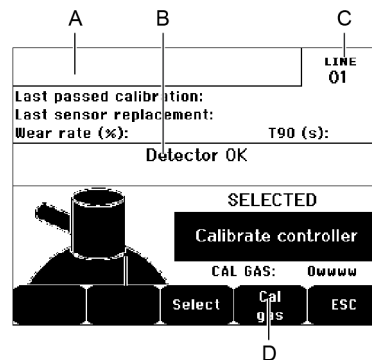 A
B
C
LINE
01
Last passed calibration:
Last sensor replacement:
Wear rate (%): T90 (s):
Detector OK
SELECTED
Calibrate controller
CAL GAS: 0wwww
Select
Cal gas
ESC
D